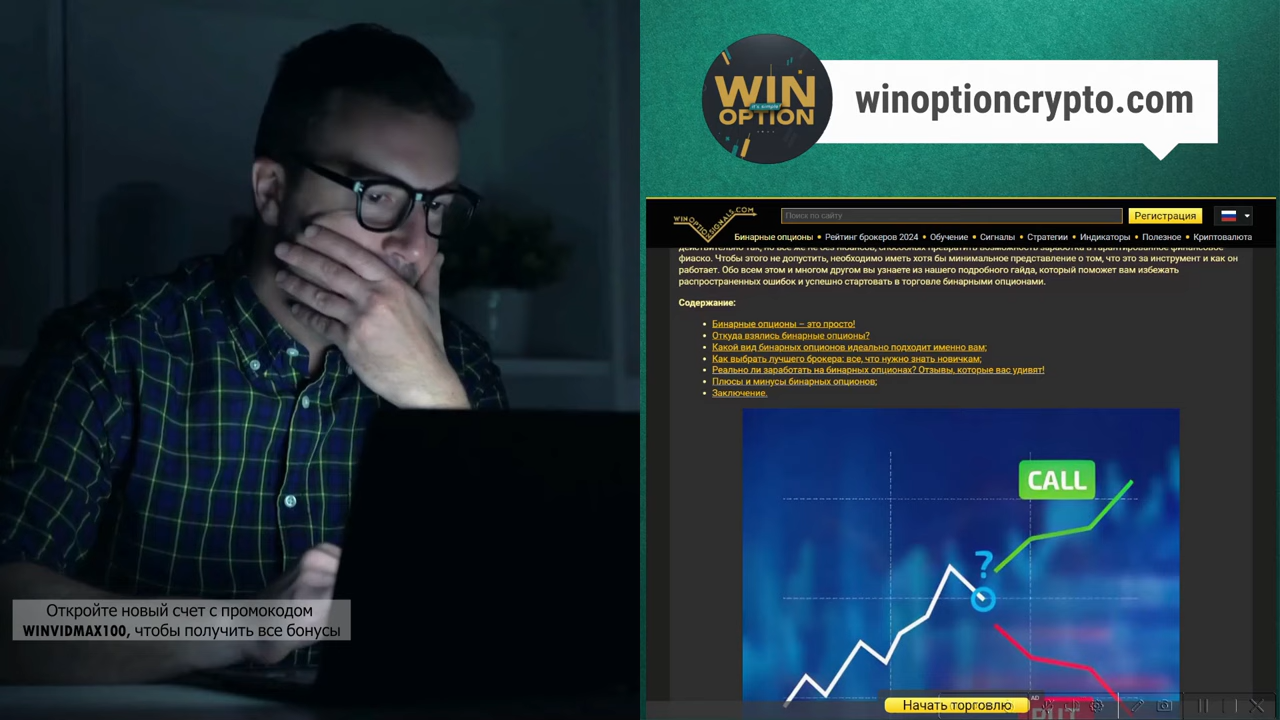 WIN
It's simple!
OPTION
winoptioncrypto.com
Поиск по сайту
Регистрация
Бинарные опционы • Рейтинг брокеров 2024 • Обучение • Сигналы • Стратегии • Индикаторы • Полезное • Криптовалюта
фиаско. Чтобы этого не допустить, необходимо иметь хотя бы минимальное представление о том, что это за инструмент и как он
работает. Обо всем этом и многом другом вы узнаете из нашего подробного гайда, который поможет вам избежать
распространенных ошибок и успешно стартовать в торговле бинарными опционами.
Содержание:
• Бинарные опционы – это просто!
• Откуда взялись бинарные опционы?
• Какой вид бинарных опционов идеально подходит именно вам;
• Как выбрать лучшего брокера: все, что нужно знать новичкам;
• Реально ли заработать на бинарных опционах? Отзывы, которые вас удивят!
• Плюсы и минусы бинарных опционов;
• Заключение.
CALL
?
Откройте новый счет с промокодом
WINVIDMAX100, чтобы получить все бонусы
Начать торговлю
AD
PUT